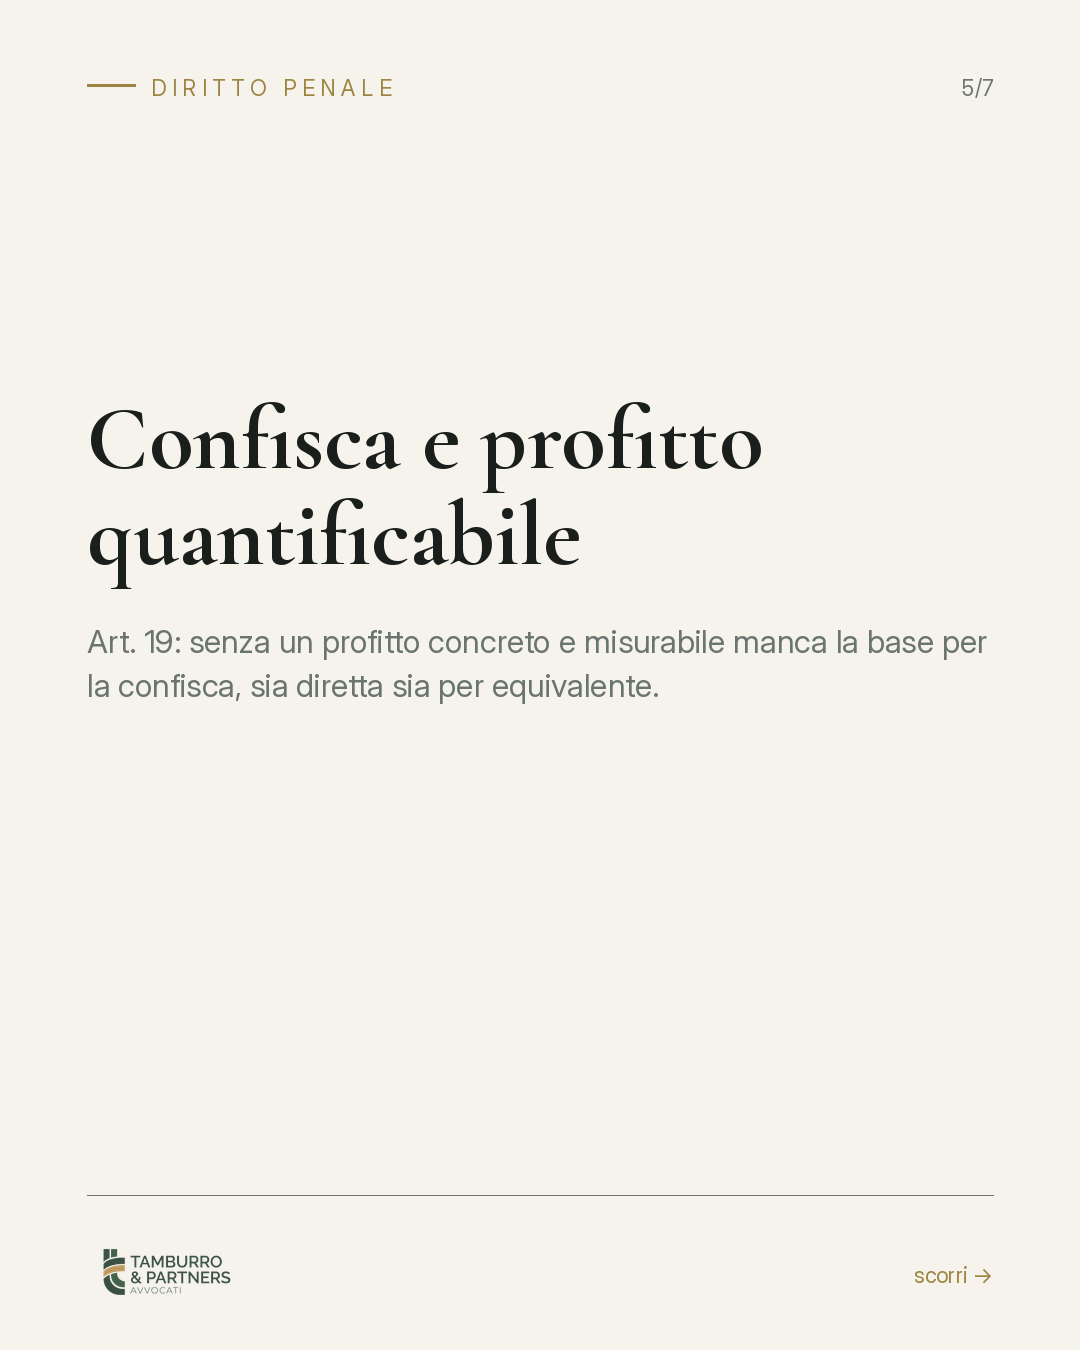 DIRITTO PENALE
5/7
Confisca e profitto
quantificabile
Art. 19: senza un profitto concreto e misurabile manca la base per
la confisca, sia diretta sia per equivalente.
TAMBURRO
& PARTNERS
AVVOCATI
scorri →